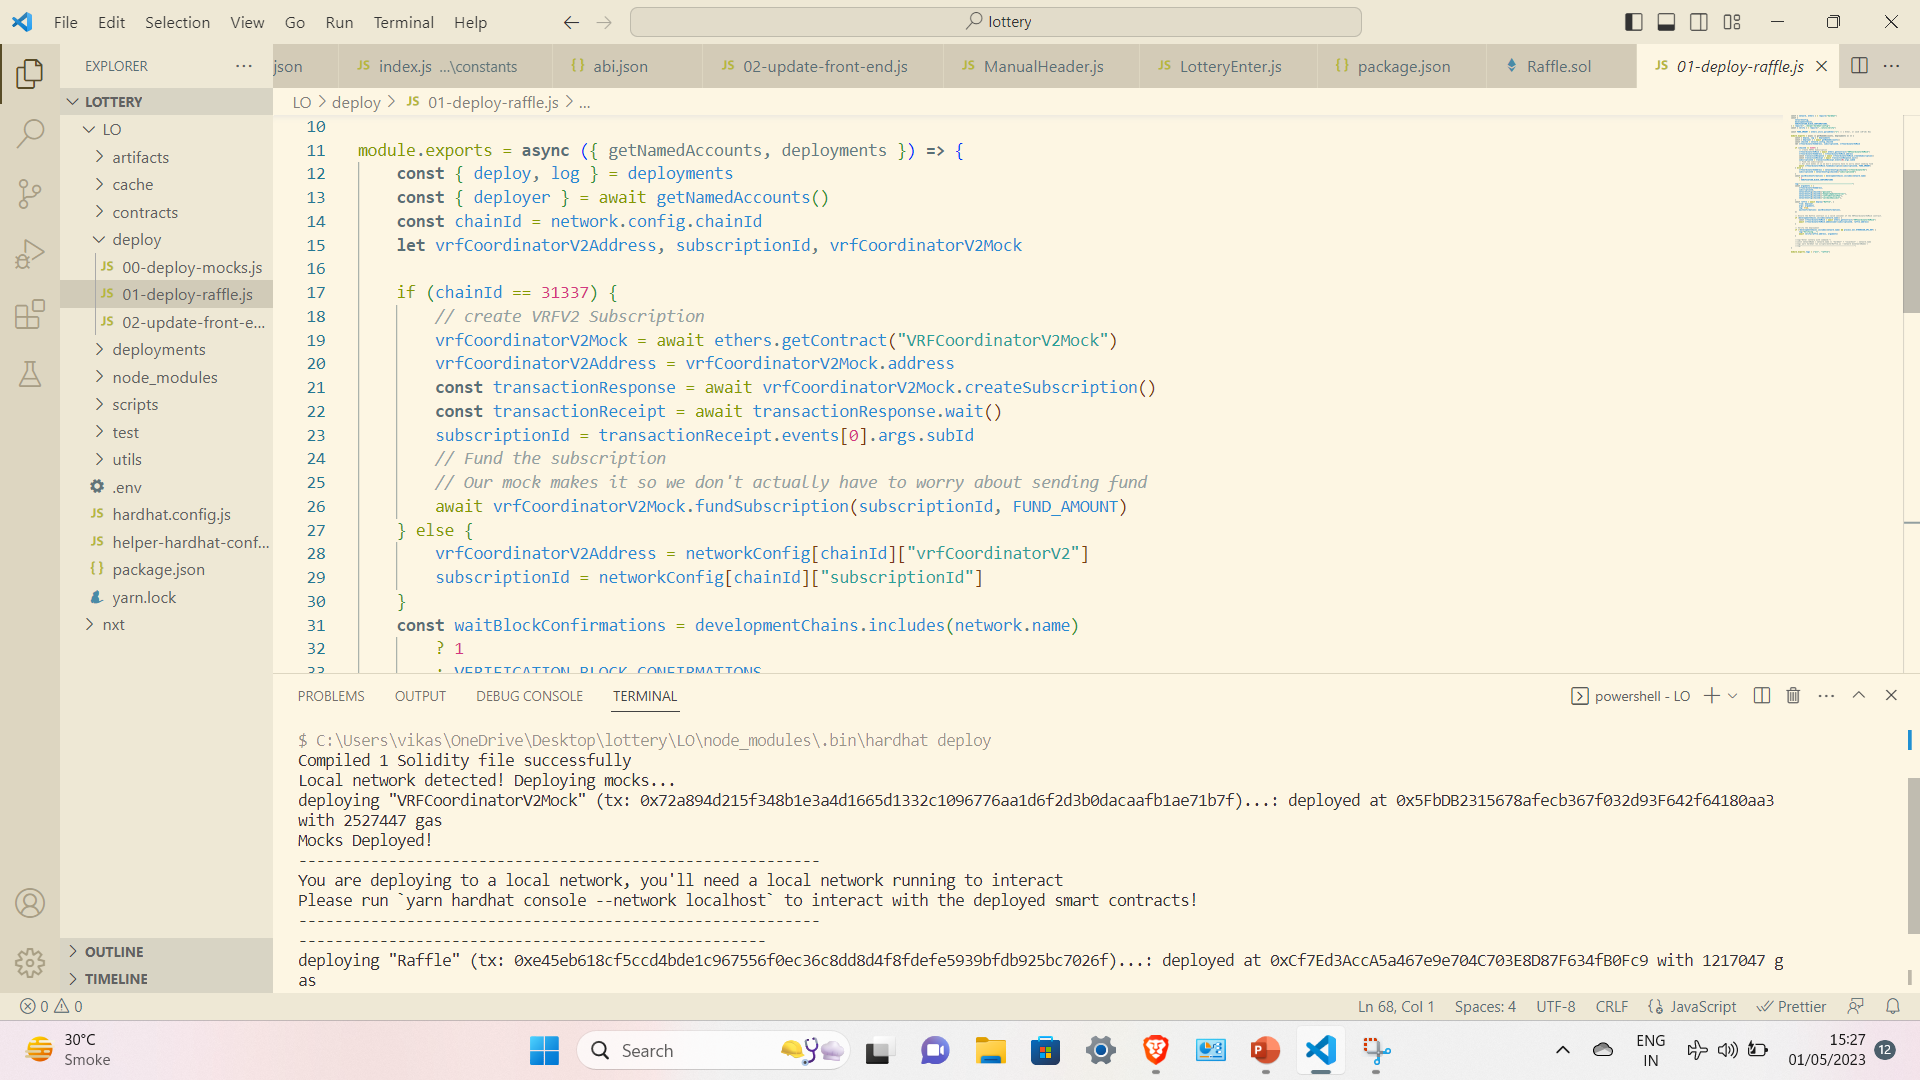 File Edit Selection View Go Run Terminal Help
lottery
EXPLORER
json
JS index.js ...\constants
{} abi.json
JS 02-update-front-end.js
JS ManualHeader.js
JS LotteryEnter.js
{} package.json
Raffle.sol
JS 01-deploy-raffle.js
LOTTERY
LO
artifacts
cache
contracts
deploy
JS 00-deploy-mocks.js
JS 01-deploy-raffle.js
JS 02-update-front-e...
deployments
node_modules
scripts
test
utils
.env
JS hardhat.config.js
JS helper-hardhat-conf...
{} package.json
yarn.lock
nxt
OUTLINE
TIMELINE
LO > deploy > JS 01-deploy-raffle.js > ...
10
11 module.exports = async ({ getNamedAccounts, deployments }) => {
12 const { deploy, log } = deployments
13 const { deployer } = await getNamedAccounts()
14 const chainId = network.config.chainId
15 let vrfCoordinatorV2Address, subscriptionId, vrfCoordinatorV2Mock
16
17 if (chainId == 31337) {
18 // create VRFV2 Subscription
19 vrfCoordinatorV2Mock = await ethers.getContract("VRFCoordinatorV2Mock")
20 vrfCoordinatorV2Address = vrfCoordinatorV2Mock.address
21 const transactionResponse = await vrfCoordinatorV2Mock.createSubscription()
22 const transactionReceipt = await transactionResponse.wait()
23 subscriptionId = transactionReceipt.events[0].args.subId
24 // Fund the subscription
25 // Our mock makes it so we don't actually have to worry about sending fund
26 await vrfCoordinatorV2Mock.fundSubscription(subscriptionId, FUND_AMOUNT)
27 } else {
28 vrfCoordinatorV2Address = networkConfig[chainId]["vrfCoordinatorV2"]
29 subscriptionId = networkConfig[chainId]["subscriptionId"]
30 }
31 const waitBlockConfirmations = developmentChains.includes(network.name)
32 ? 1
33 : VERIFICATION_BLOCK_CONFIRMATIONS
PROBLEMS OUTPUT DEBUG CONSOLE TERMINAL
powershell - LO
$ C:\Users\vikas\OneDrive\Desktop\lottery\LO\node_modules\.bin\hardhat deploy
Compiled 1 Solidity file successfully
Local network detected! Deploying mocks...
deploying "VRFCoordinatorV2Mock" (tx: 0x72a894d215f348b1e3a4d1665d1332c1096776aa1d6f2d3b0dacaafb1ae71b7f)...: deployed at 0x5FbDB2315678afecb367f032d93F642f64180aa3
with 2527447 gas
Mocks Deployed!
----------------------------------------------------------
You are deploying to a local network, you'll need a local network running to interact
Please run `yarn hardhat console --network localhost` to interact with the deployed smart contracts!
----------------------------------------------------------
----------------------------------------------------
deploying "Raffle" (tx: 0xe45eb618cf5ccd4bde1c967556f0ec36c8dd8d4f8fdefe5939bfdb925bc7026f)...: deployed at 0xCf7Ed3AccA5a467e9e704C703E8D87F634fB0Fc9 with 1217047 g
as
0 0
Ln 68, Col 1 Spaces: 4 UTF-8 CRLF {} JavaScript Prettier
30°C
Smoke
Search
ENG
IN
15:27
01/05/2023
12